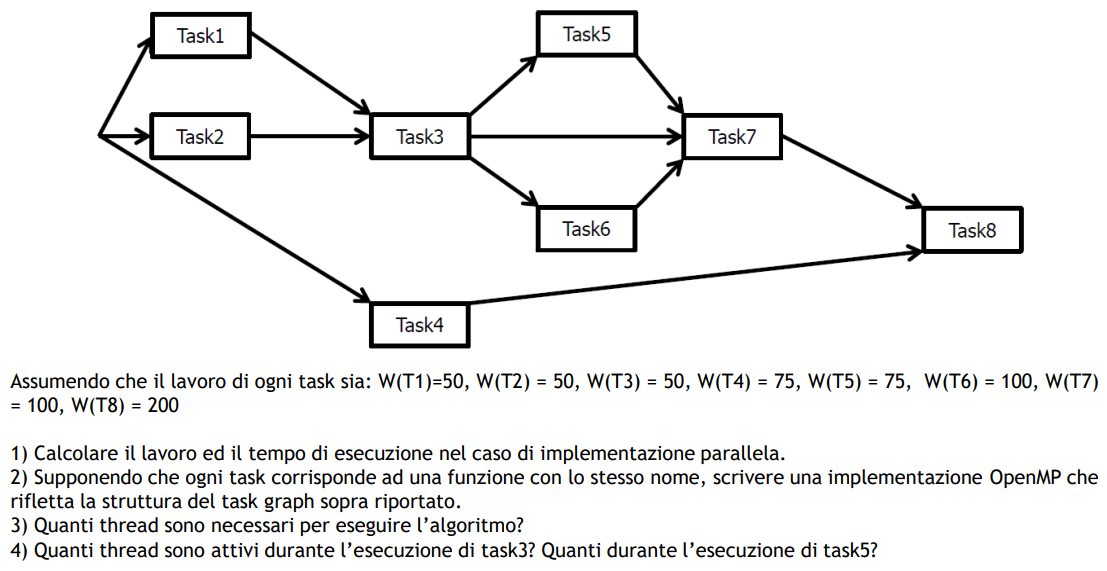 Task1
Task5
Task2
Task3
Task7
Task6
Task8
Task4
Assumendo che il lavoro di ogni task sia: W(T1)=50, W(T2) = 50, W(T3) = 50, W(T4) = 75, W(T5) = 75, W(T6) = 100, W(T7)
= 100, W(T8) = 200
1) Calcolare il lavoro ed il tempo di esecuzione nel caso di implementazione parallela.
2) Supponendo che ogni task corrisponde ad una funzione con lo stesso nome, scrivere una implementazione OpenMP che
rifletta la struttura del task graph sopra riportato.
3) Quanti thread sono necessari per eseguire l’algoritmo?
4) Quanti thread sono attivi durante l’esecuzione di task3? Quanti durante l’esecuzione di task5?